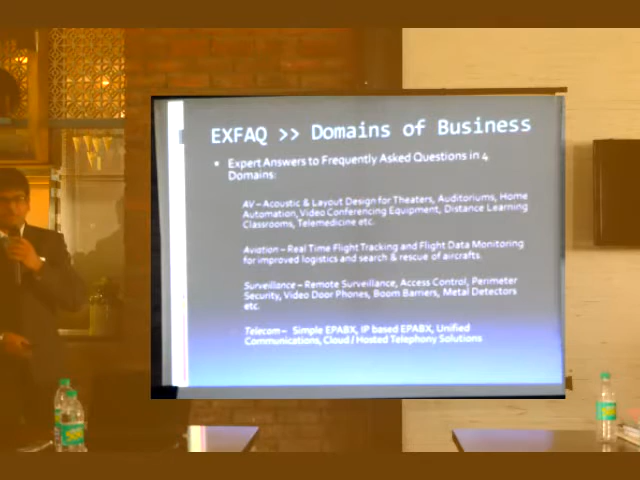 EXFAQ >> Domains of Business
Expert Answers to Frequently Asked Questions in 4
Domains:
AV – Acoustic & Layout Design for Theaters, Auditoriums, Home
Automation, Video Conferencing Equipment, Distance Learning
Classrooms, Telemedicine etc.
Aviation – Real Time Flight Tracking and Flight Data Monitoring
for improved logistics and search & rescue of aircrafts.
Surveillance – Remote Surveillance, Access Control, Perimeter
Security, Video Door Phones, Boom Barriers, Metal Detectors
etc.
Telecom – Simple EPABX, IP based EPABX, Unified
Communications, Cloud / Hosted Telephony Solutions